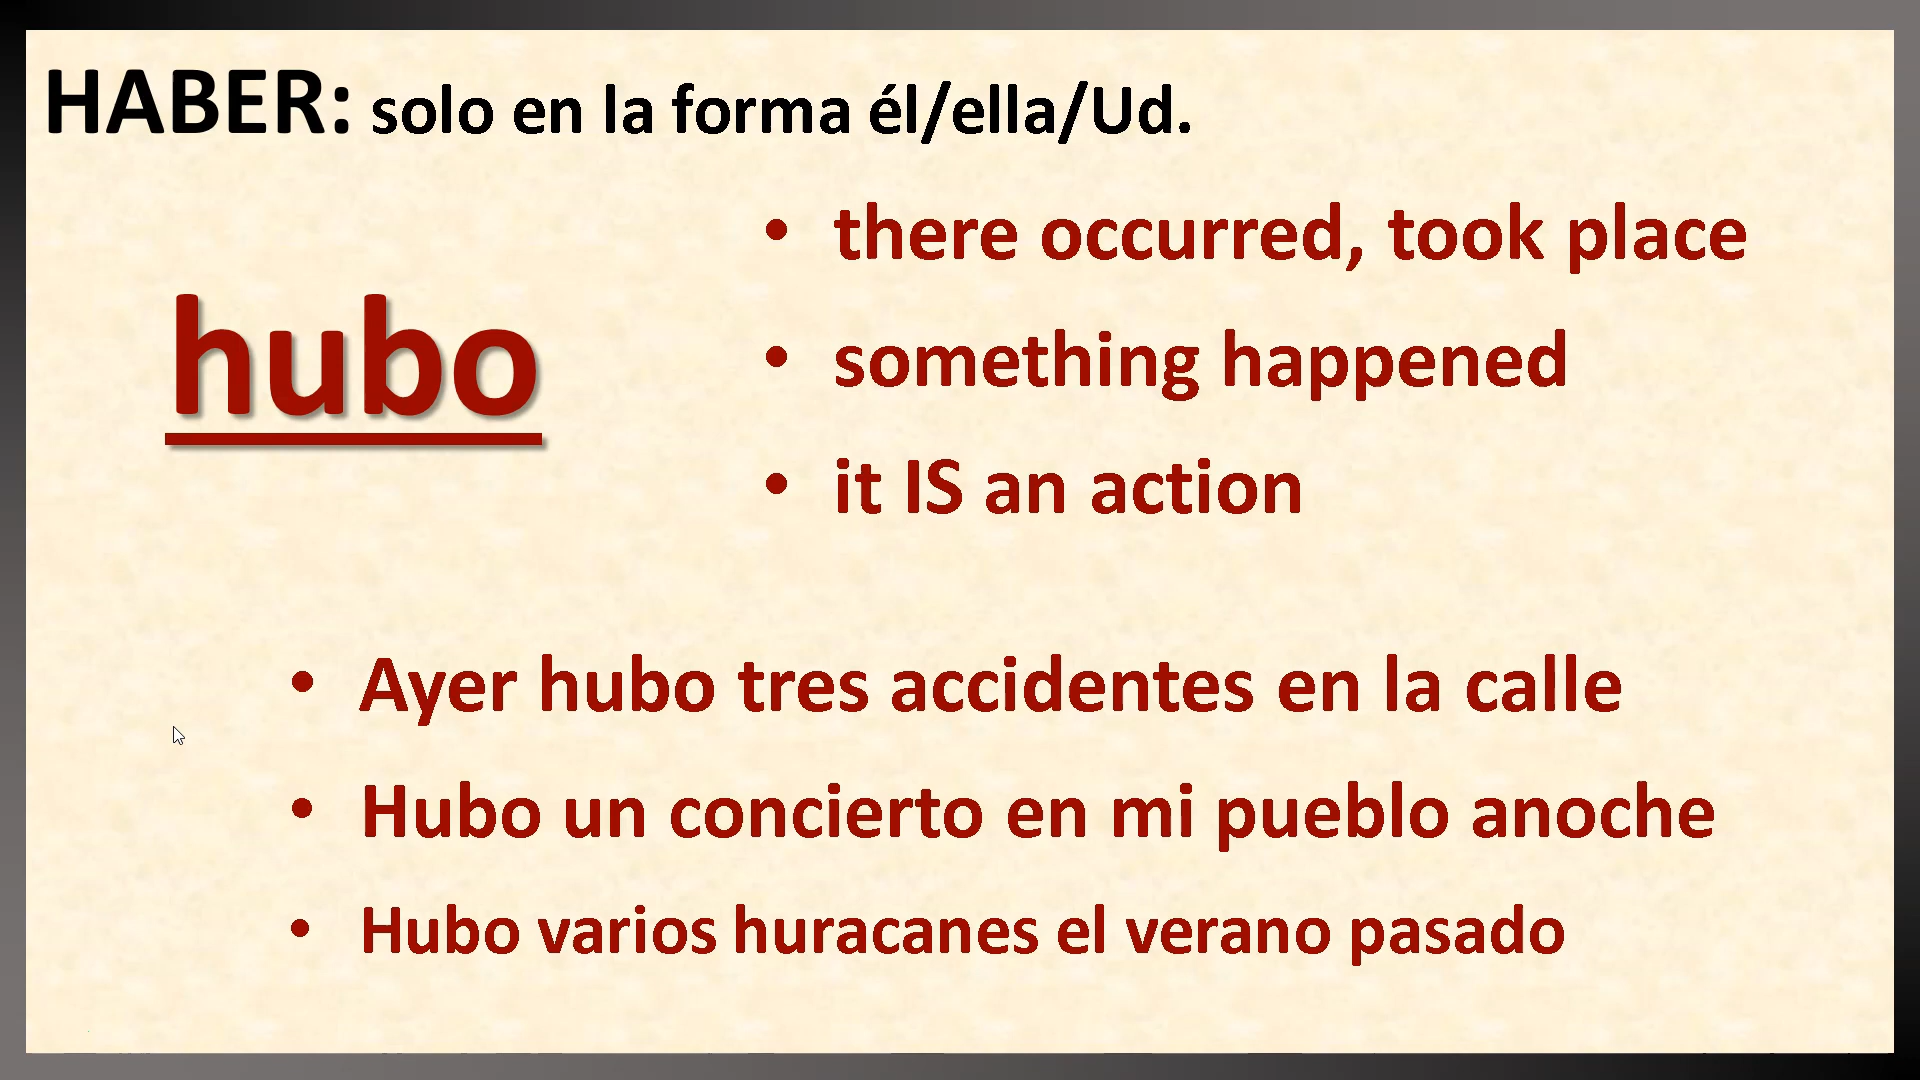 HABER: solo en la forma él/ella/Ud.
hubo
• there occurred, took place
• something happened
• it IS an action
• Ayer hubo tres accidentes en la calle
• Hubo un concierto en mi pueblo anoche
• Hubo varios huracanes el verano pasado